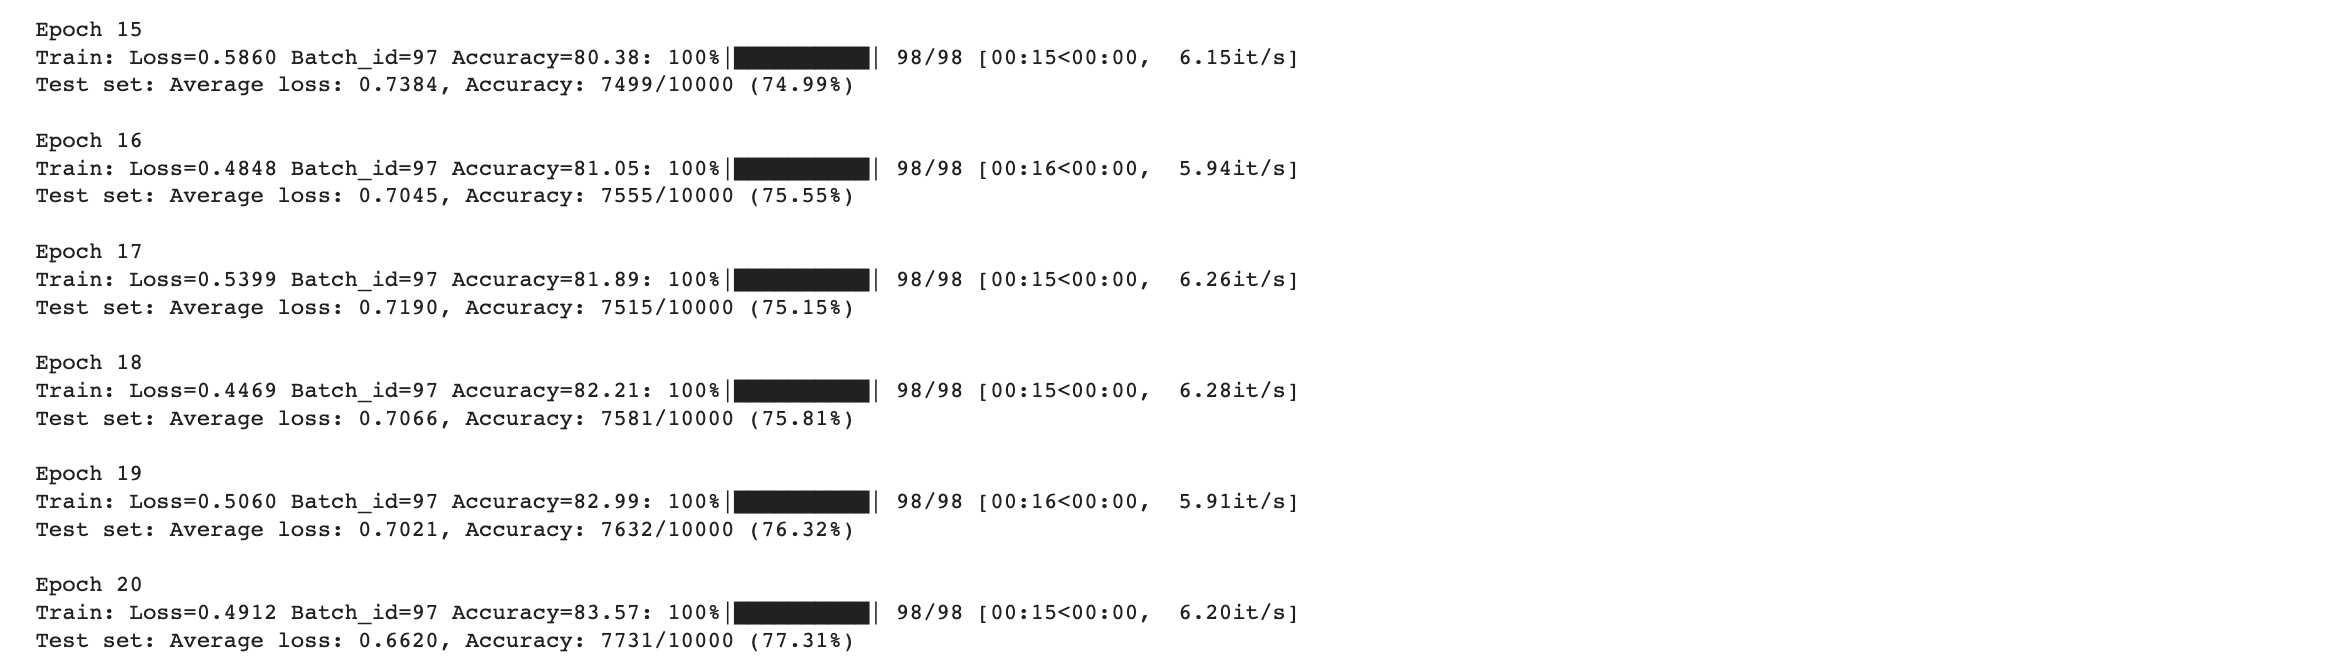 Epoch 15
Train: Loss=0.5860 Batch_id=97 Accuracy=80.38: 100%|██████████| 98/98 [00:15<00:00,  6.15it/s]
Test set: Average loss: 0.7384, Accuracy: 7499/10000 (74.99%)

Epoch 16
Train: Loss=0.4848 Batch_id=97 Accuracy=81.05: 100%|██████████| 98/98 [00:16<00:00,  5.94it/s]
Test set: Average loss: 0.7045, Accuracy: 7555/10000 (75.55%)

Epoch 17
Train: Loss=0.5399 Batch_id=97 Accuracy=81.89: 100%|██████████| 98/98 [00:15<00:00,  6.26it/s]
Test set: Average loss: 0.7190, Accuracy: 7515/10000 (75.15%)

Epoch 18
Train: Loss=0.4469 Batch_id=97 Accuracy=82.21: 100%|██████████| 98/98 [00:15<00:00,  6.28it/s]
Test set: Average loss: 0.7066, Accuracy: 7581/10000 (75.81%)

Epoch 19
Train: Loss=0.5060 Batch_id=97 Accuracy=82.99: 100%|██████████| 98/98 [00:16<00:00,  5.91it/s]
Test set: Average loss: 0.7021, Accuracy: 7632/10000 (76.32%)

Epoch 20
Train: Loss=0.4912 Batch_id=97 Accuracy=83.57: 100%|██████████| 98/98 [00:15<00:00,  6.20it/s]
Test set: Average loss: 0.6620, Accuracy: 7731/10000 (77.31%)